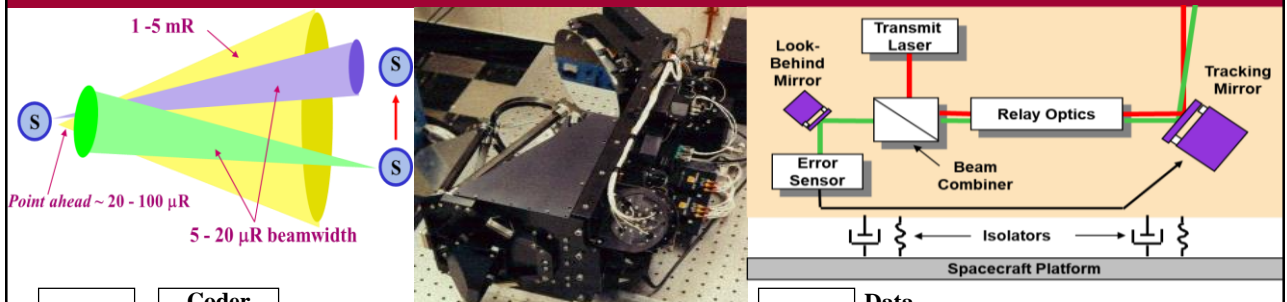 1 -5 mR
S
S
S
Point ahead ~ 20 - 100 μR
5 - 20 μR beamwidth
Transmit
Laser
Look-
Behind
Mirror
Tracking
Mirror
Relay Optics
Error
Sensor
Beam
Combiner
Isolators
Spacecraft Platform
Coder
Data